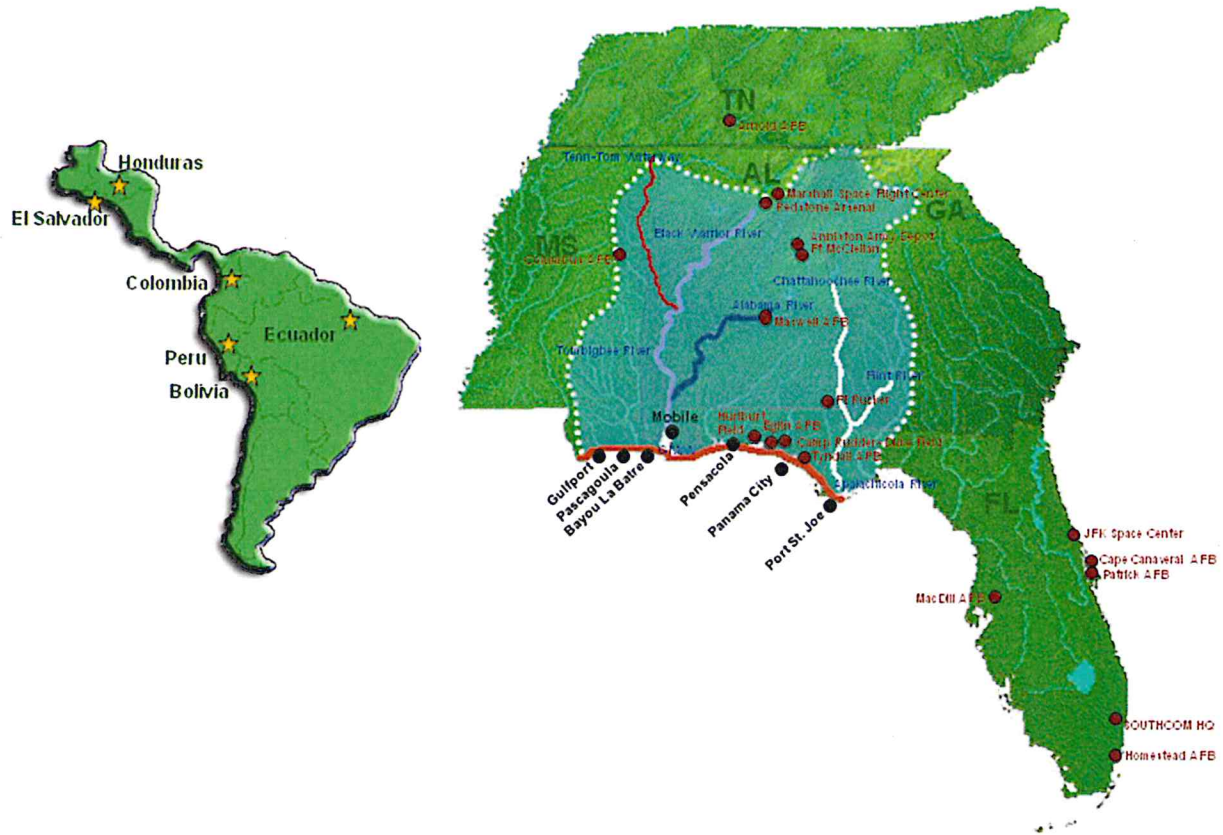 Honduras
El Salvador
Colombia
Ecuador
Peru
Bolivia
TN
Arnold AFB
Tenn-Tom Waterway
AL
Marshall Space Flight Center
Redstone Arsenal
GA
MS
Black Warrior River
Anniston Army Depot
Ft McClellan
Columbus AFB
Chattahoochee River
Alabama River
Maxwell AFB
Tombigbee River
Flint River
Ft Rucker
Mobile
Hurlburt
Field
Eglin AFB
Camp Rudder
Tyndall AFB
Gulfport
Pascagoula
Bayou La Batre
Pensacola
Panama City
Port St. Joe
Apalachicola River
FL
JFK Space Center
Cape Canaveral AFB
Patrick AFB
MacDill AFB
SOUTHCOM HQ
Homestead AFB